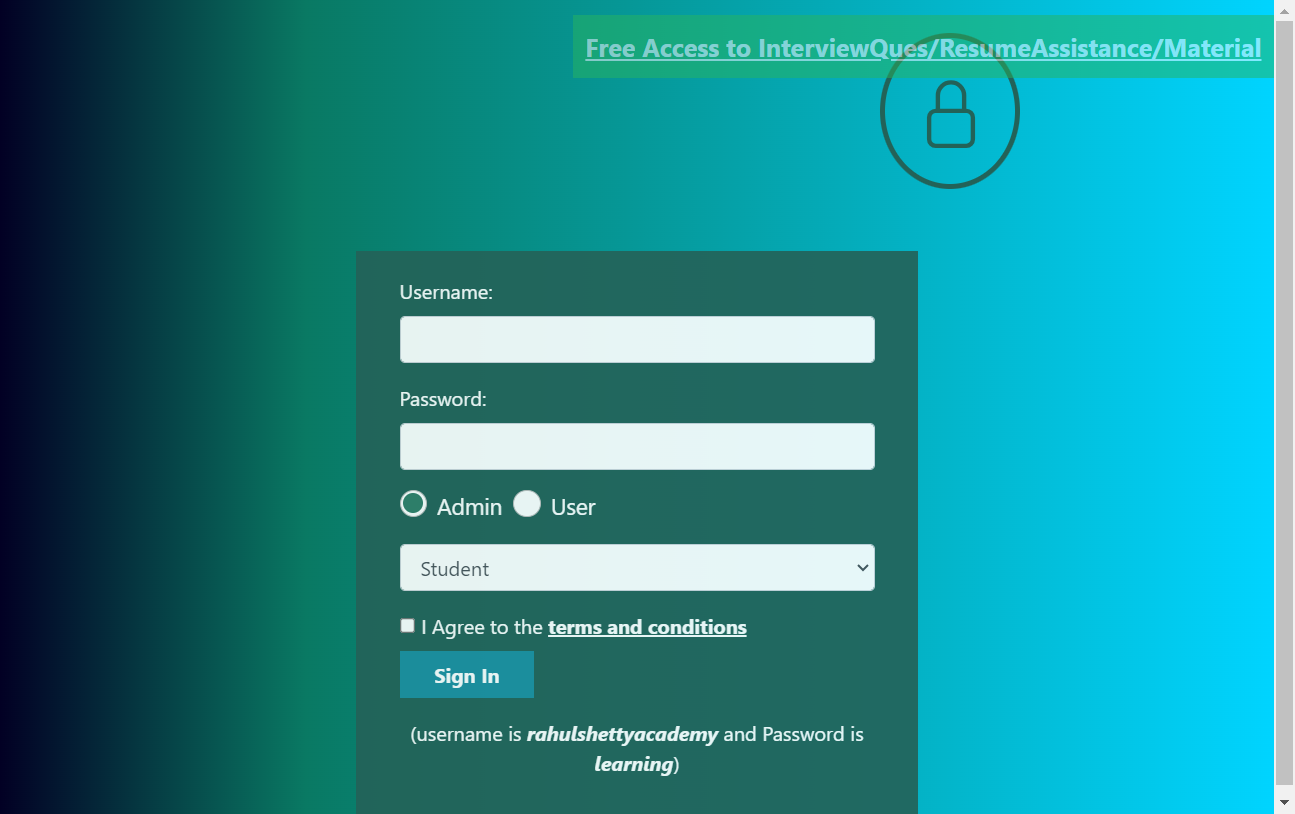 Free Access to InterviewQues/ResumeAssistance/Material
Username:
Password:
Admin User
Student
I Agree to the terms and conditions
Sign In
(username is rahulshettyacademy and Password is
learning)